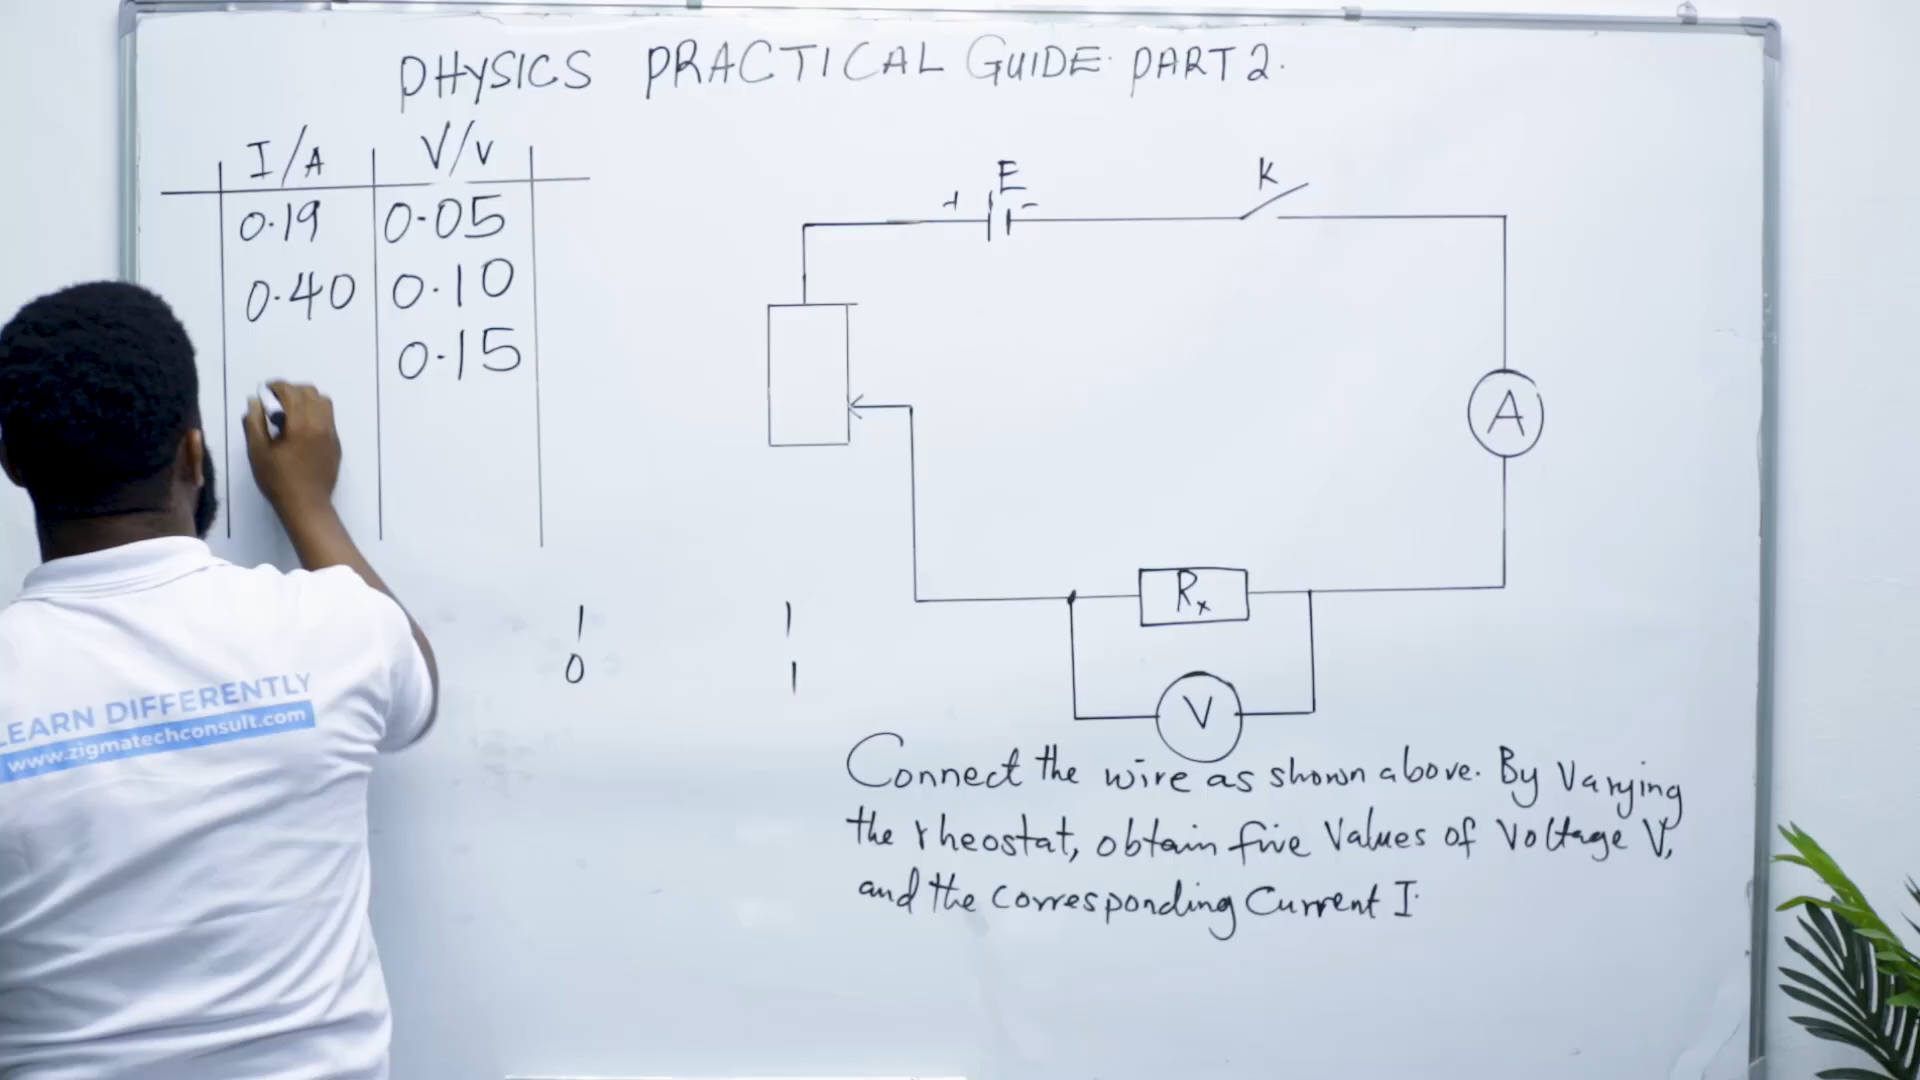 PHYSICS PRACTICAL GUIDE. PART 2.
I/A V/v
0.19 0.05
0.40 0.10
0.15
E
+ -
K
A
Rx
V
0 1
Connect the wire as shown above. By varying
the rheostat, obtain five values of voltage V,
and the corresponding current I.
LEARN DIFFERENTLY
www.zigmatechconsult.com